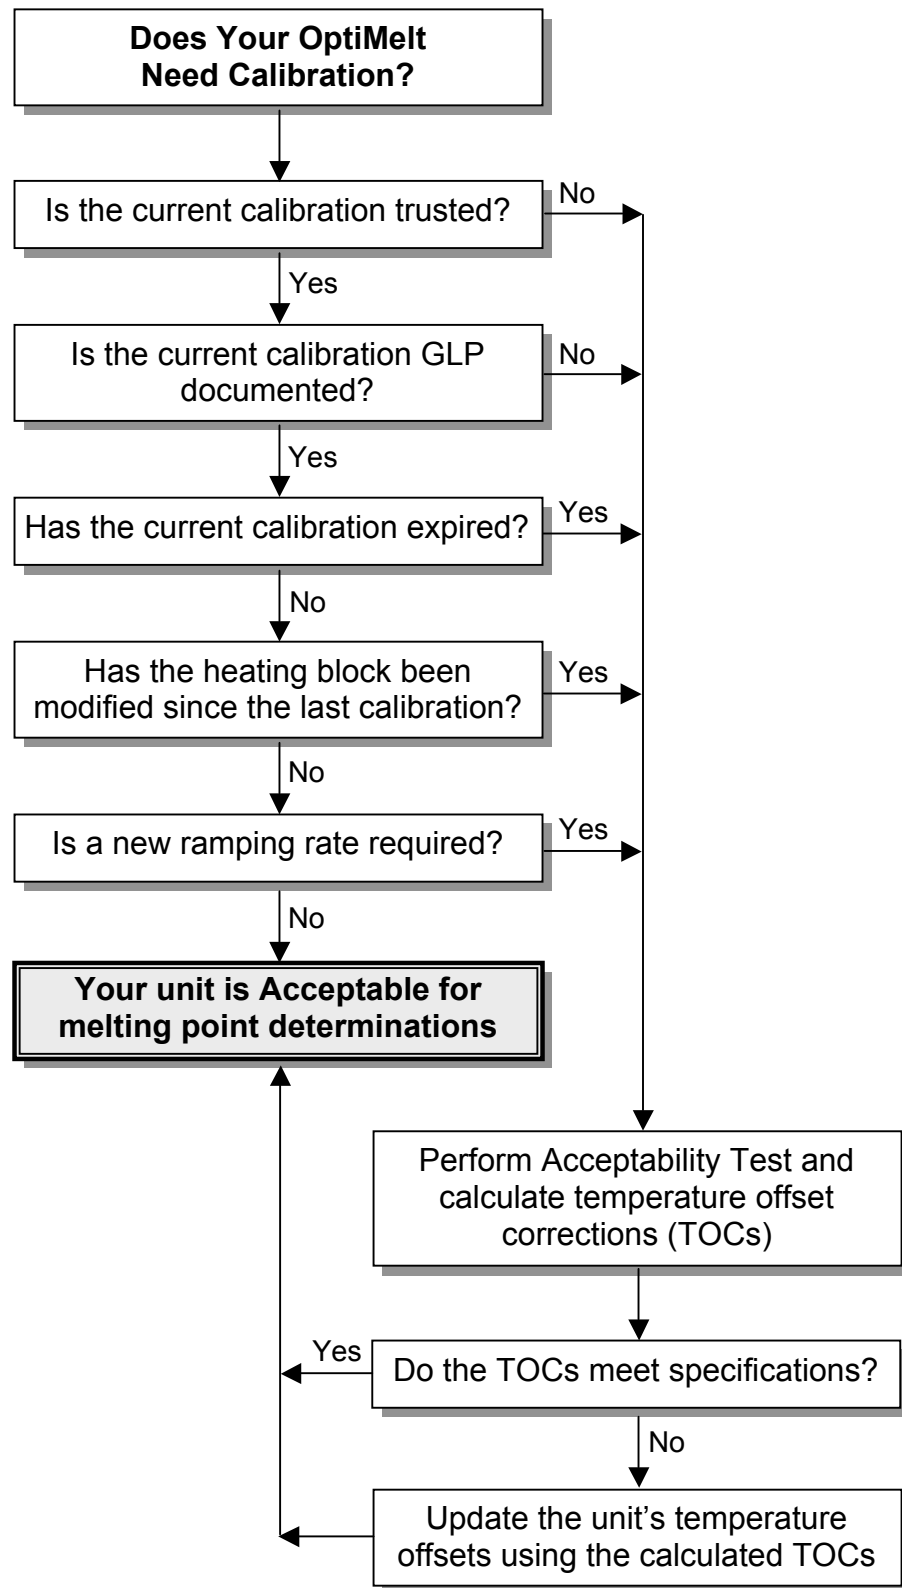 Does Your OptiMelt
Need Calibration?
Is the current calibration trusted?
No
Yes
Is the current calibration GLP
documented?
No
Yes
Has the current calibration expired?
Yes
No
Has the heating block been
modified since the last calibration?
Yes
No
Is a new ramping rate required?
Yes
No
Your unit is Acceptable for
melting point determinations
Perform Acceptability Test and
calculate temperature offset
corrections (TOCs)
Do the TOCs meet specifications?
Yes
No
Update the unit’s temperature
offsets using the calculated TOCs